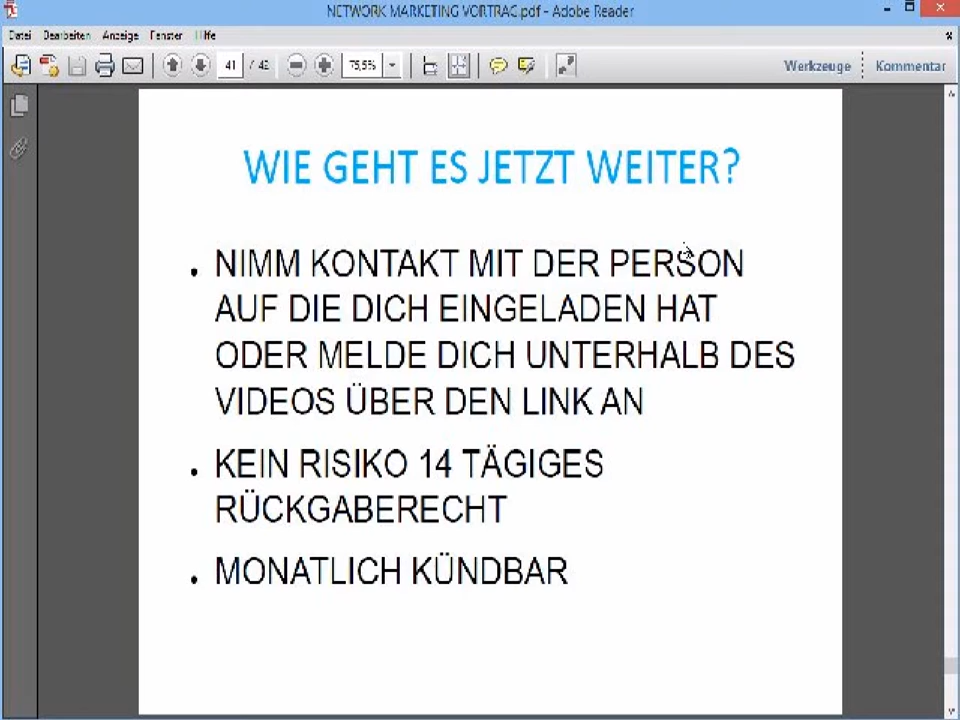 NETWORK MARKETING VORTRAG.pdf - Adobe Reader
Datei Bearbeiten Anzeige Fenster Hilfe
41 / 42 75,5% Werkzeuge Kommentar
WIE GEHT ES JETZT WEITER?
• NIMM KONTAKT MIT DER PERSON
AUF DIE DICH EINGELADEN HAT
ODER MELDE DICH UNTERHALB DES
VIDEOS ÜBER DEN LINK AN
• KEIN RISIKO 14 TÄGIGES
RÜCKGABERECHT
• MONATLICH KÜNDBAR